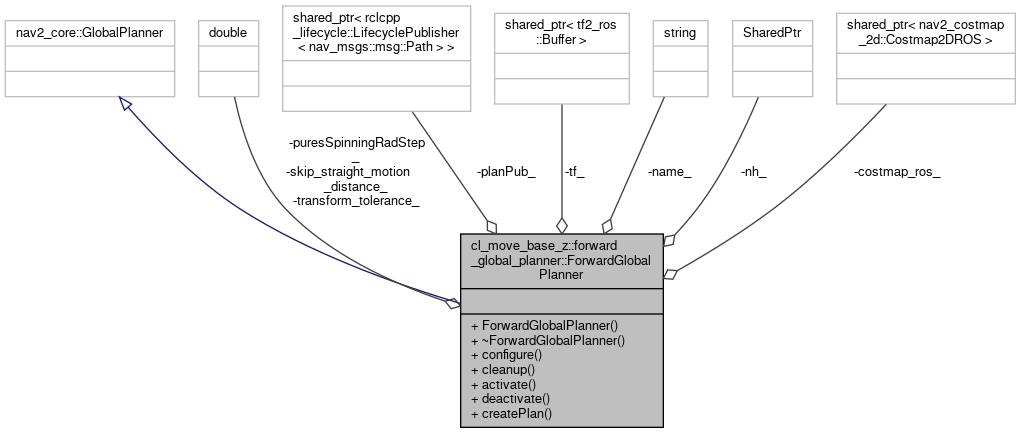 nav2_core::GlobalPlanner
double
shared_ptr< rclcpp
_lifecycle::LifecyclePublisher
< nav_msgs::msg::Path > >
shared_ptr< tf2_ros
::Buffer >
string
SharedPtr
shared_ptr< nav2_costmap
_2d::Costmap2DROS >
-puresSpinningRadStep
_
-skip_straight_motion
_distance_
-transform_tolerance_
-planPub_
-tf_
-name_
-nh_
-costmap_ros_
cl_move_base_z::forward
_global_planner::ForwardGlobal
Planner
+ ForwardGlobalPlanner()
+ ~ForwardGlobalPlanner()
+ configure()
+ cleanup()
+ activate()
+ deactivate()
+ createPlan()